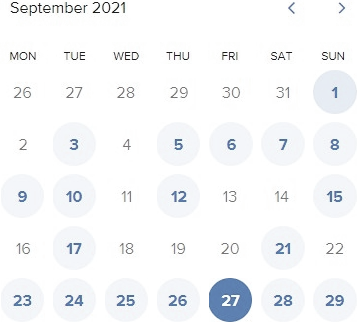 September 2021
MON TUE WED THU FRI SAT SUN
26 27 28 29 30 31 1
2 3 4 5 6 7 8
9 10 11 12 13 14 15
16 17 18 19 20 21 22
23 24 25 26 27 28 29